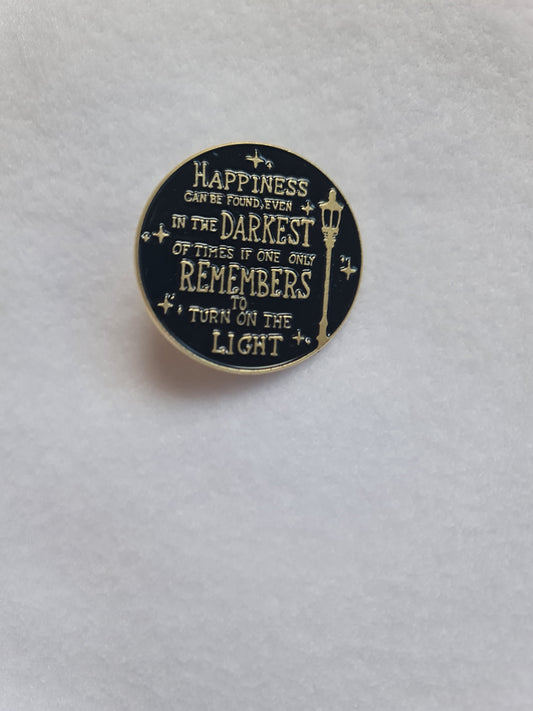 HAPPINESS
CAN BE FOUND, EVEN
IN THE DARKEST
OF TIMES IF ONE ONLY
REMEMBERS
TO
TURN ON THE
LIGHT